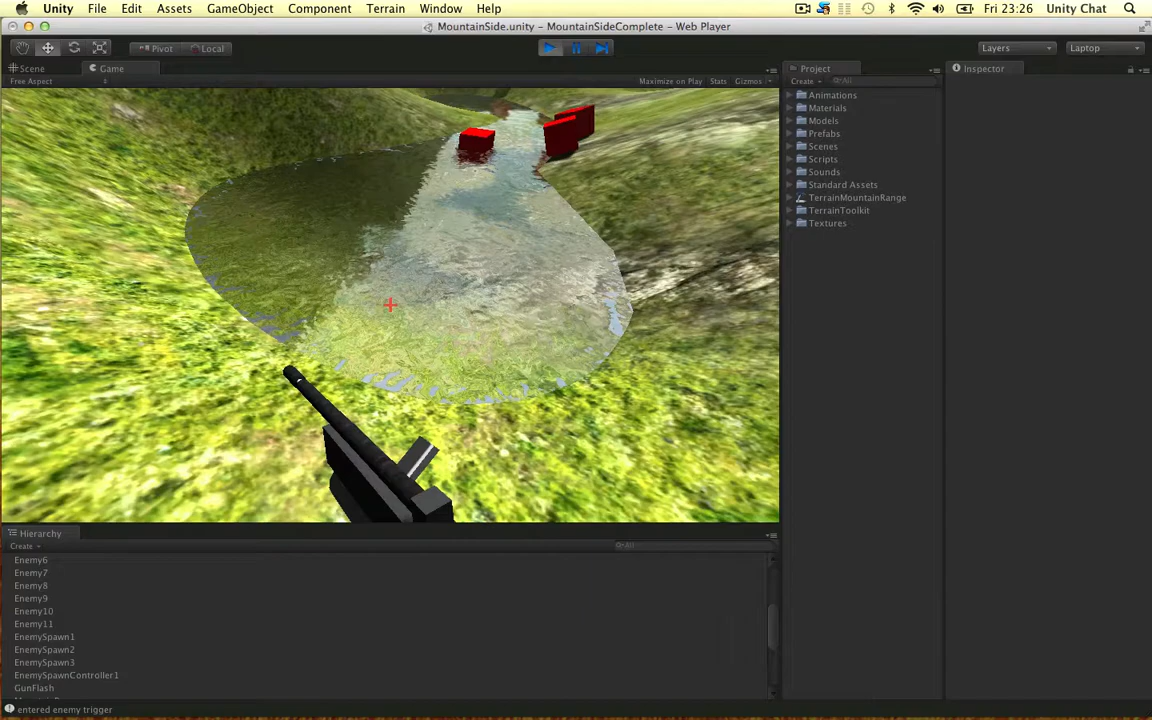 Unity File Edit Assets GameObject Component Terrain Window Help Fri 23:26 Unity Chat
MountainSide.unity – MountainSideComplete – Web Player
Pivot Local Layers Laptop
Scene Game Project Inspector
Free Aspect Maximize on Play Stats Gizmos Create All
Animations
Materials
Models
Prefabs
Scenes
Scripts
Sounds
Standard Assets
TerrainMountainRange
TerrainToolkit
Textures
Hierarchy
Create All
Enemy6
Enemy7
Enemy8
Enemy9
Enemy10
Enemy11
EnemySpawn1
EnemySpawn2
EnemySpawn3
EnemySpawnController1
GunFlash
entered enemy trigger